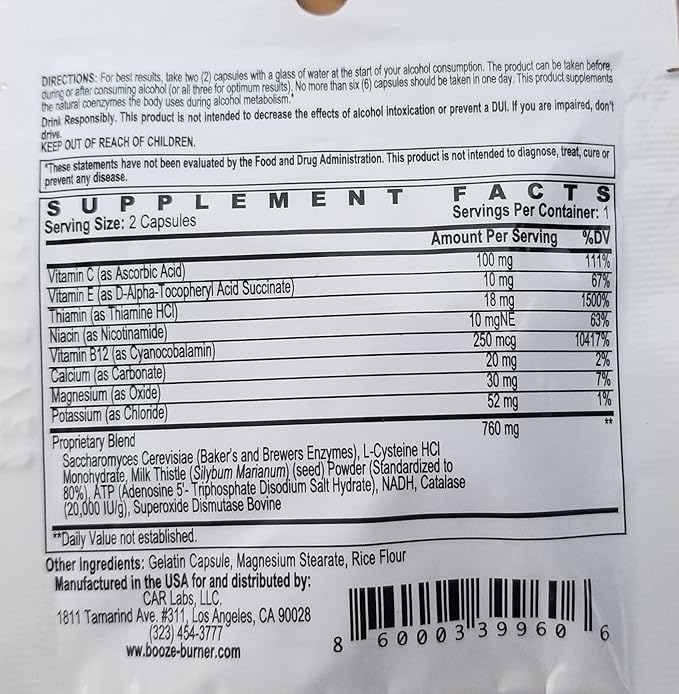 DIRECTIONS: For best results, take two (2) capsules with a glass of water at the start of your alcohol consumption. The product can be taken before,
during or after consuming alcohol (or all three for optimum results). No more than six (6) capsules should be taken in one day. This product supplements
the natural coenzymes the body uses during alcohol metabolism.*
Drink Responsibly. This product is not intended to decrease the effects of alcohol intoxication or prevent a DUI. If you are impaired, don't
drive.
KEEP OUT OF REACH OF CHILDREN.
*These statements have not been evaluated by the Food and Drug Administration. This product is not intended to diagnose, treat, cure or
prevent any disease.
SUPPLEMENT FACTS
Serving Size: 2 Capsules Servings Per Container: 1
Amount Per Serving %DV
Vitamin C (as Ascorbic Acid) 100 mg 111%
Vitamin E (as D-Alpha-Tocopheryl Acid Succinate) 10 mg 67%
Thiamin (as Thiamine HCl) 18 mg 1500%
Niacin (as Nicotinamide) 10 mgNE 63%
Vitamin B12 (as Cyanocobalamin) 250 mcg 10417%
Calcium (as Carbonate) 20 mg 2%
Magnesium (as Oxide) 30 mg 7%
Potassium (as Chloride) 52 mg 1%
Proprietary Blend 760 mg **
Saccharomyces Cerevisiae (Baker's and Brewers Enzymes), L-Cysteine HCl
Monohydrate, Milk Thistle (Silybum Marianum) (seed) Powder (Standardized to
80%), ATP (Adenosine 5'- Triphosphate Disodium Salt Hydrate), NADH, Catalase
(20,000 IU/g), Superoxide Dismutase Bovine
**Daily Value not established.
Other Ingredients: Gelatin Capsule, Magnesium Stearate, Rice Flour
Manufactured in the USA for and distributed by:
CAR Labs, LLC.
1811 Tamarind Ave. #311, Los Angeles, CA 90028
(323) 454-3777
ww.booze-burner.com
8 60003 39960 6